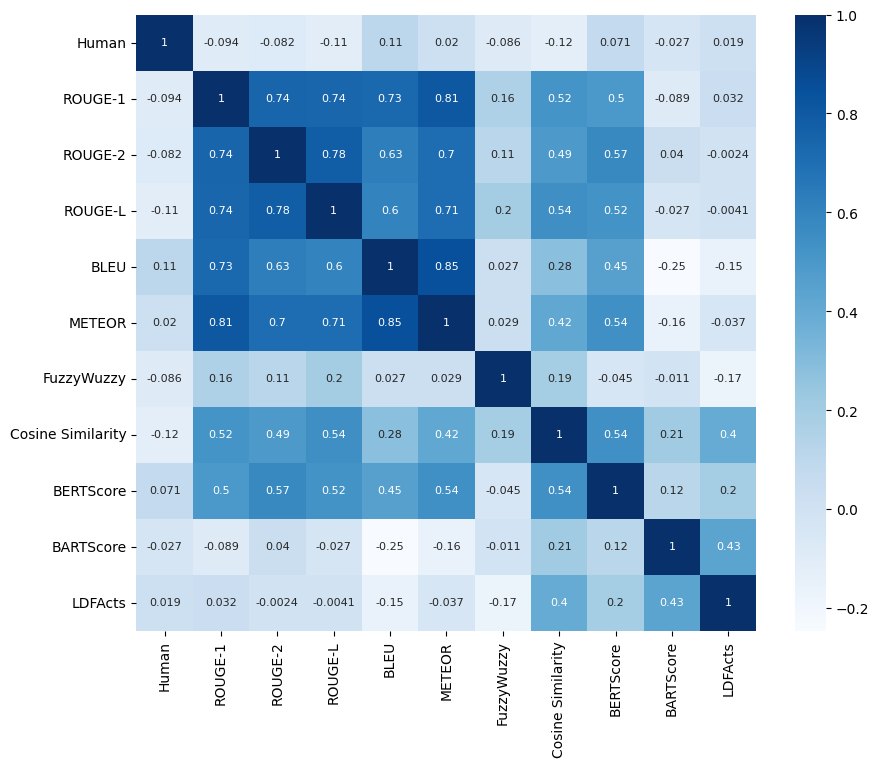 Human 1 -0.094 -0.082 -0.11 0.11 0.02 -0.086 -0.12 0.071 -0.027 0.019
ROUGE-1 -0.094 1 0.74 0.74 0.73 0.81 0.16 0.52 0.5 -0.089 0.032
ROUGE-2 -0.082 0.74 1 0.78 0.63 0.7 0.11 0.49 0.57 0.04 -0.0024
ROUGE-L -0.11 0.74 0.78 1 0.6 0.71 0.2 0.54 0.52 -0.027 -0.0041
BLEU 0.11 0.73 0.63 0.6 1 0.85 0.027 0.28 0.45 -0.25 -0.15
METEOR 0.02 0.81 0.7 0.71 0.85 1 0.029 0.42 0.54 -0.16 -0.037
FuzzyWuzzy -0.086 0.16 0.11 0.2 0.027 0.029 1 0.19 -0.045 -0.011 -0.17
Cosine Similarity -0.12 0.52 0.49 0.54 0.28 0.42 0.19 1 0.54 0.21 0.4
BERTScore 0.071 0.5 0.57 0.52 0.45 0.54 -0.045 0.54 1 0.12 0.2
BARTScore -0.027 -0.089 0.04 -0.027 -0.25 -0.16 -0.011 0.21 0.12 1 0.43
LDFActs 0.019 0.032 -0.0024 -0.0041 -0.15 -0.037 -0.17 0.4 0.2 0.43 1
Human
ROUGE-1
ROUGE-2
ROUGE-L
BLEU
METEOR
FuzzyWuzzy
Cosine Similarity
BERTScore
BARTScore
LDFActs
1.0
0.8
0.6
0.4
0.2
0.0
−0.2